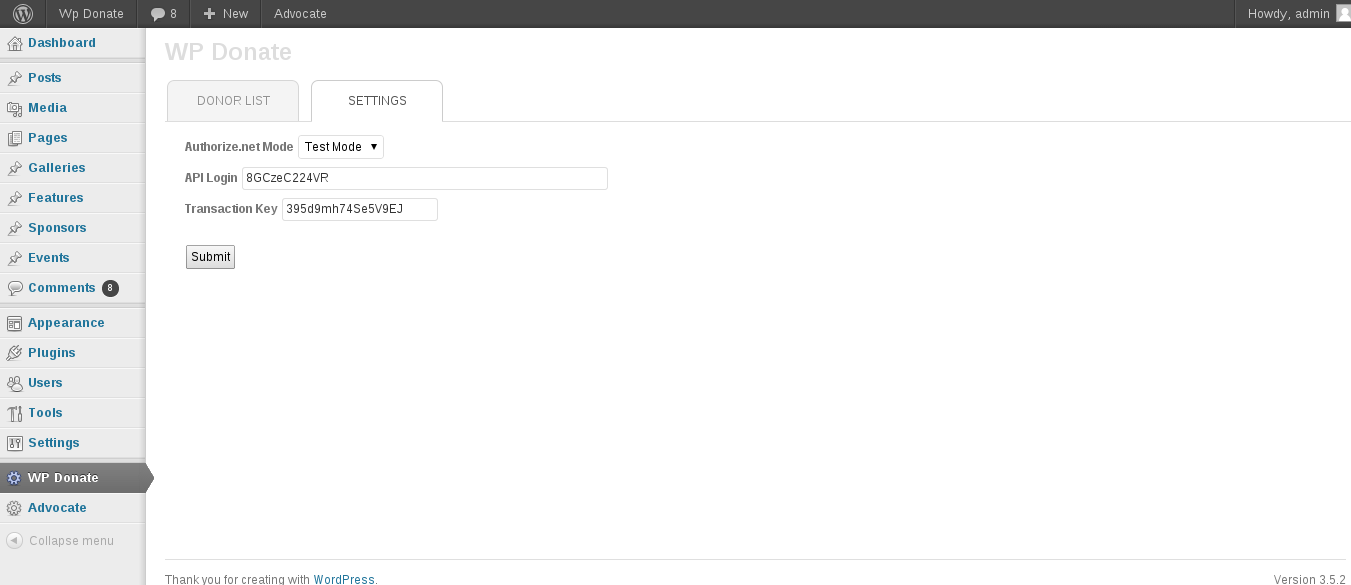 Wp Donate 8 New Advocate Howdy, admin
Dashboard
Posts
Media
Pages
Galleries
Features
Sponsors
Events
Comments 8
Appearance
Plugins
Users
Tools
Settings
WP Donate
Advocate
Collapse menu
WP Donate
DONOR LIST SETTINGS
Authorize.net Mode Test Mode
API Login 8GCzeC224VR
Transaction Key 395d9mh74Se5V9EJ
Submit
Thank you for creating with WordPress. Version 3.5.2